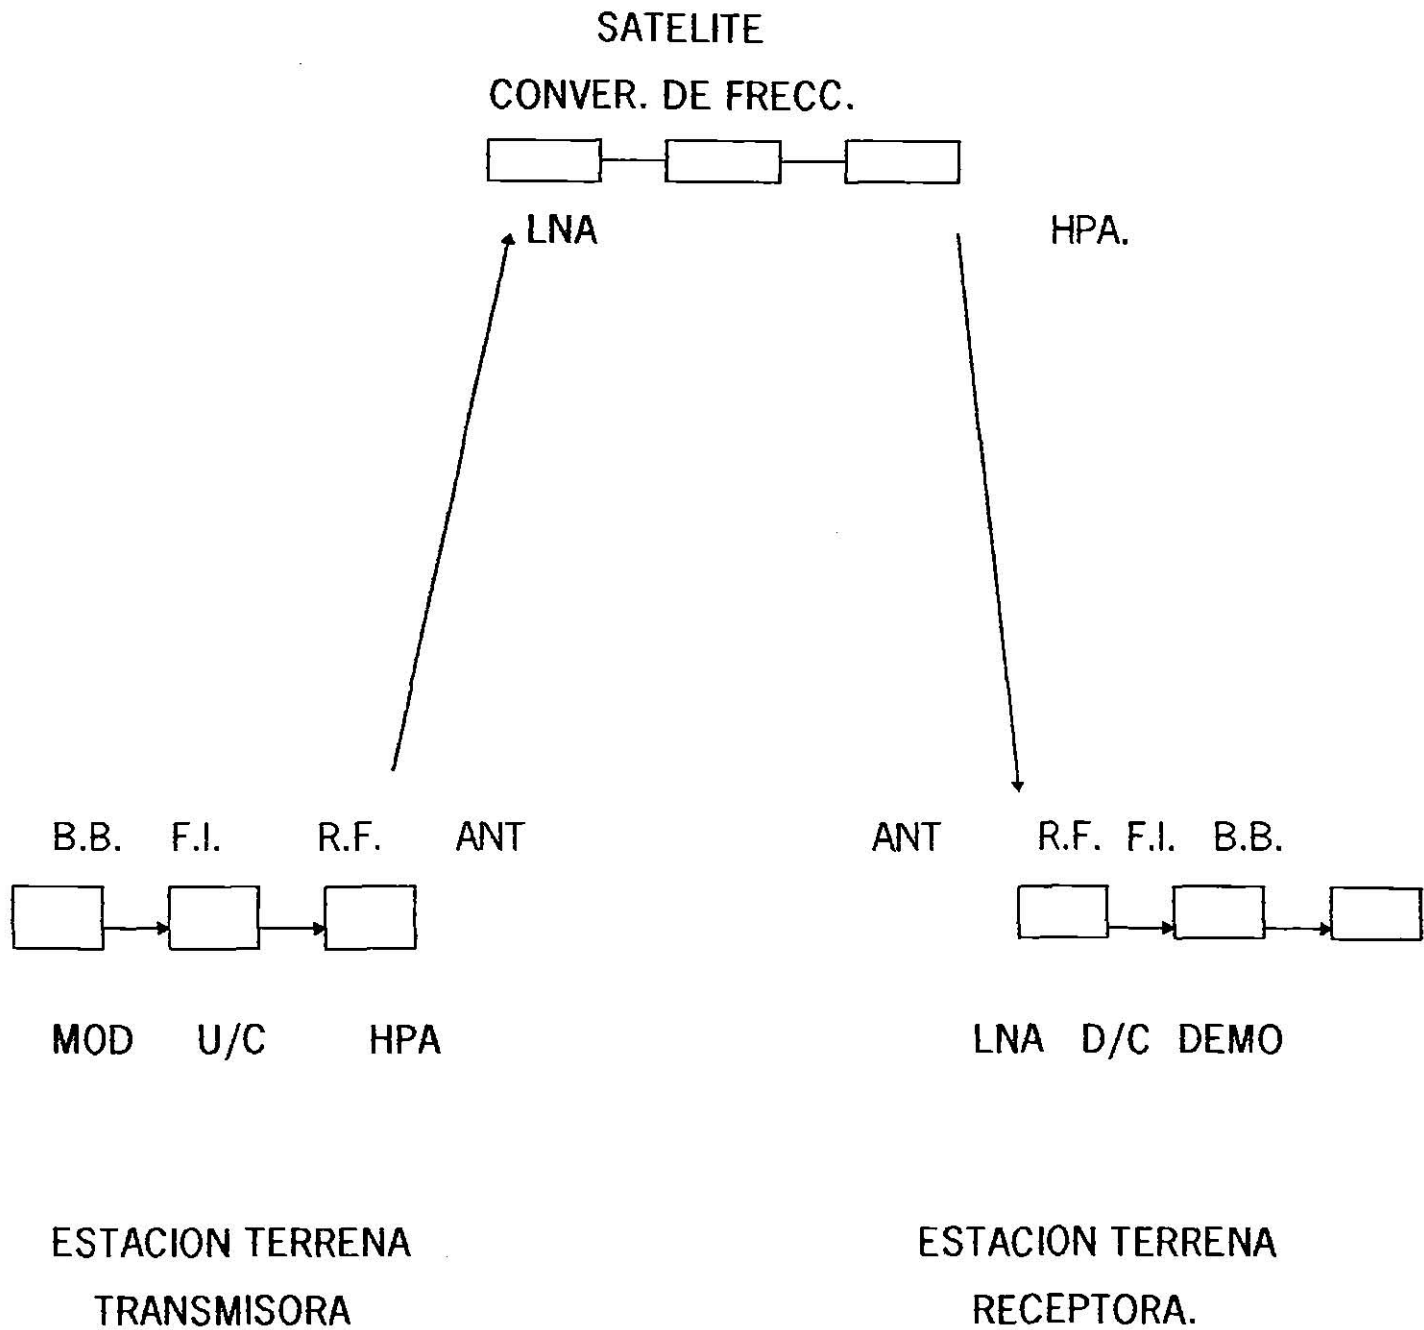 SATELITE
CONVER. DE FRECC.
LNA HPA.
B.B. F.I. R.F. ANT ANT R.F. F.I. B.B.
MOD U/C HPA LNA D/C DEMO
ESTACION TERRENA
TRANSMISORA
ESTACION TERRENA
RECEPTORA.